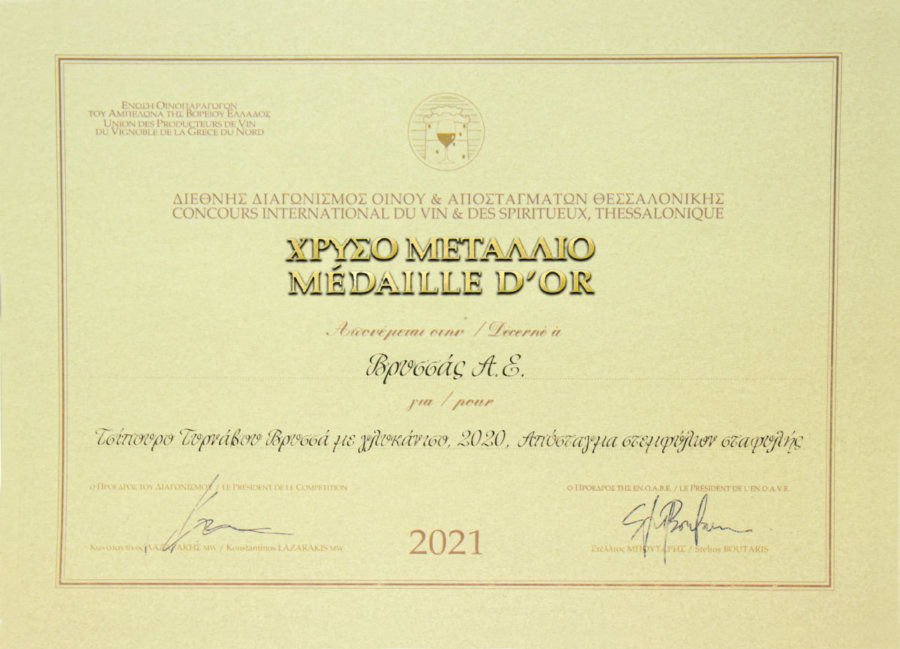 ΕΝΩΣΗ ΟΙΝΟΠΑΡΑΓΩΓΩΝ
ΤΟΥ ΑΜΠΕΛΩΝΑ ΤΗΣ ΒΟΡΕΙΟΥ ΕΛΛΑΔΟΣ
UNION DES PRODUCTEURS DE VIN
DU VIGNOBLE DE LA GRECE DU NORD
ΔΙΕΘΝΗΣ ΔΙΑΓΩΝΙΣΜΟΣ ΟΙΝΟΥ & ΑΠΟΣΤΑΓΜΑΤΩΝ ΘΕΣΣΑΛΟΝΙΚΗΣ
CONCOURS INTERNATIONAL DU VIN & DES SPIRITUEUX, THESSALONIQUE
ΧΡΥΣΟ ΜΕΤΑΛΛΙΟ
MÉDAILLE D'OR
Απονέμεται στην / Décerné à
Βρυσσάς Α.Ε.
για / pour
Τσίπουρο Τυρνάβου Βρυσσά με γλυκάνισο, 2020, Απόσταγμα στεμφύλων σταφυλής
Ο ΠΡΟΕΔΡΟΣ ΤΟΥ ΔΙΑΓΩΝΙΣΜΟΥ / LE PRÉSIDENT DE LE COMPETITION
Ο ΠΡΟΕΔΡΟΣ ΤΗΣ ΕΝ.Ο.Α.Β.Ε. / LE PRÉSIDENT DE L'EN.O.A.V.E.
Κωνσταντίνος ΛΑΖΑΡΑΚΗΣ MW / Konstantinos LAZARAKIS MW
2021
Στέλλιος ΜΠΟΥΤΑΡΗΣ / Stelios BOUTARIS